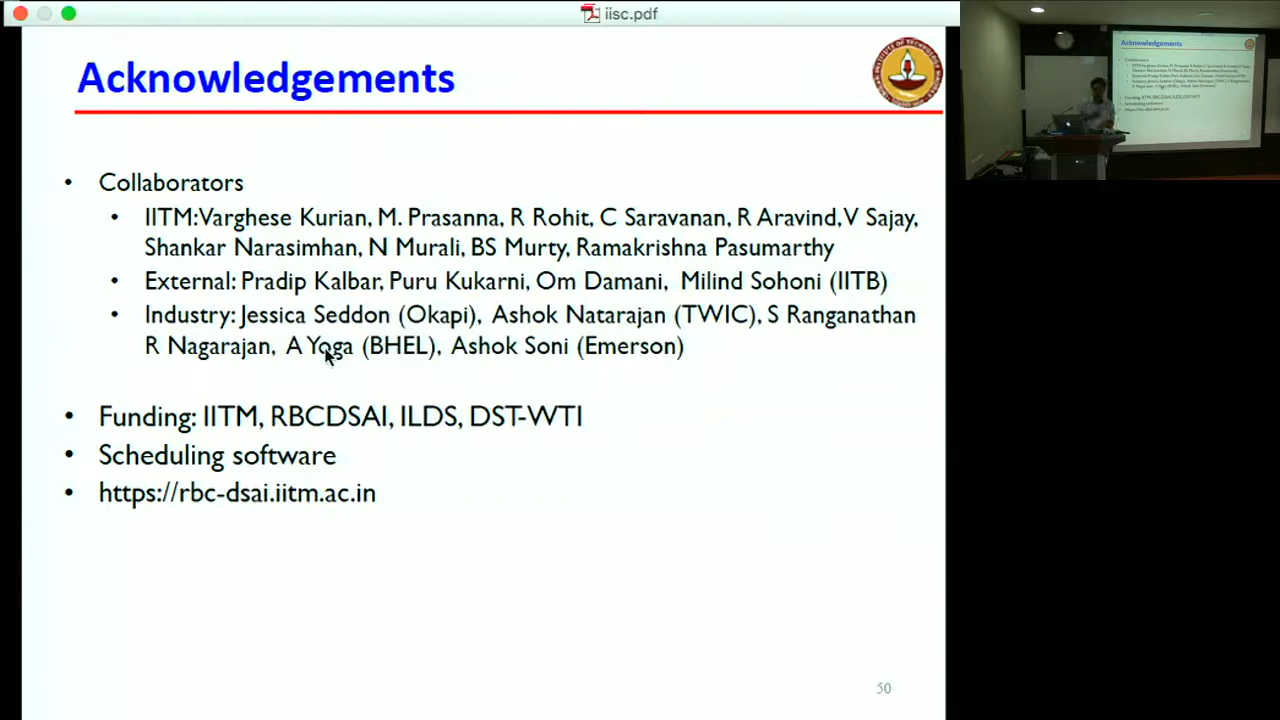 iisc.pdf
Acknowledgements
• Collaborators
• IITM: Varghese Kurian, M. Prasanna, R Rohit, C Saravanan, R Aravind, V Sajay,
Shankar Narasimhan, N Murali, BS Murty, Ramakrishna Pasumarthy
• External: Pradip Kalbar, Puru Kukarni, Om Damani, Milind Sohoni (IITB)
• Industry: Jessica Seddon (Okapi), Ashok Natarajan (TWIC), S Ranganathan
R Nagarajan, A Yoga (BHEL), Ashok Soni (Emerson)
• Funding: IITM, RBCDSAI, ILDS, DST-WTI
• Scheduling software
• https://rbc-dsai.iitm.ac.in
50
Acknowledgements